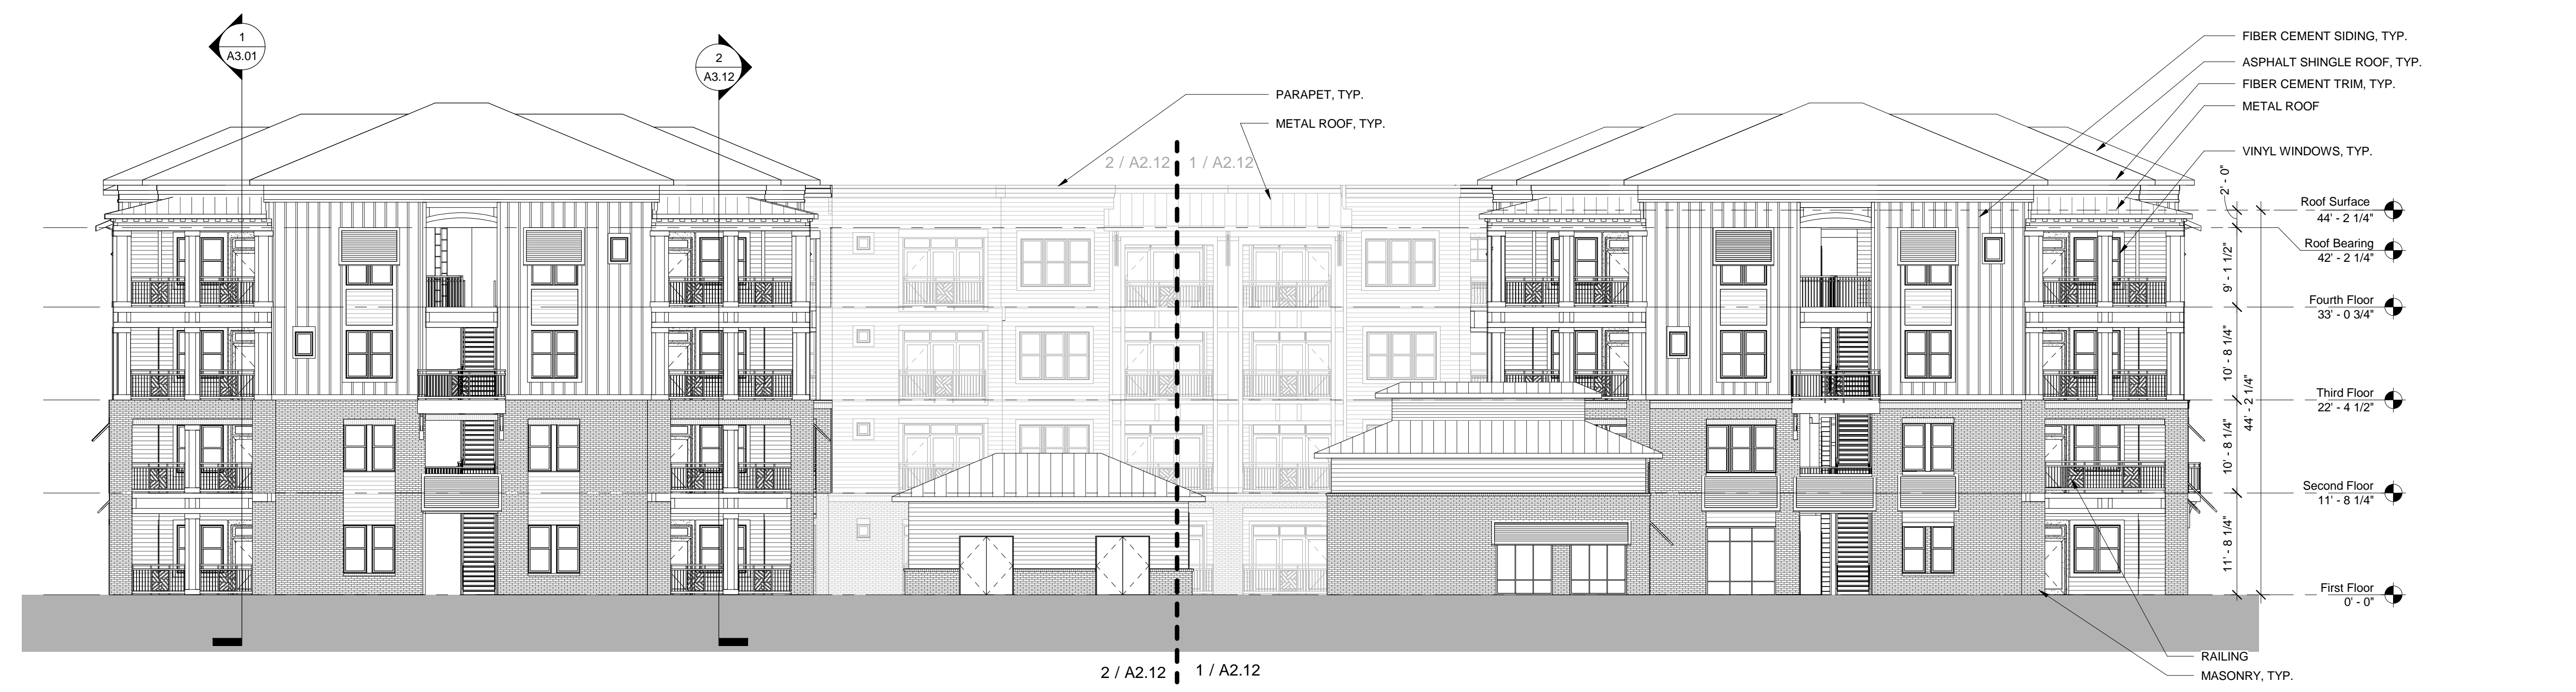 1
A3.01
2
A3.12
PARAPET, TYP.
METAL ROOF, TYP.
2 / A2.12
1 / A2.12
FIBER CEMENT SIDING, TYP.
ASPHALT SHINGLE ROOF, TYP.
FIBER CEMENT TRIM, TYP.
METAL ROOF
VINYL WINDOWS, TYP.
2' - 0"
Roof Surface
44' - 2 1/4"
Roof Bearing
42' - 2 1/4"
9' - 1 1/2"
Fourth Floor
33' - 0 3/4"
10' - 8 1/4"
44' - 2 1/4"
Third Floor
22' - 4 1/2"
10' - 8 1/4"
Second Floor
11' - 8 1/4"
11' - 8 1/4"
First Floor
0' - 0"
RAILING
MASONRY, TYP.
2 / A2.12
1 / A2.12